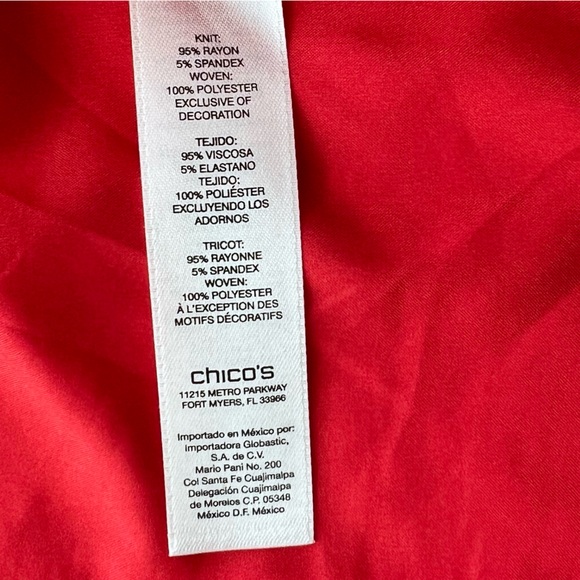 KNIT:
95% RAYON
5% SPANDEX
WOVEN:
100% POLYESTER
EXCLUSIVE OF
DECORATION
TEJIDO:
95% VISCOSA
5% ELASTANO
TEJIDO:
100% POLIÉSTER
EXCLUYENDO LOS
ADORNOS
TRICOT:
95% RAYONNE
5% SPANDEX
WOVEN:
100% POLYESTER
À L'EXCEPTION DES
MOTIFS DÉCORATIFS
chico's
11215 METRO PARKWAY
FORT MYERS, FL 33966
Importado en México por:
Importadora Globastic,
S.A. de C.V.
Mario Pani No. 200
Col Santa Fe Cuajimalpa
Delegación Cuajimalpa
de Morelos C.P. 05348
México D.F. México